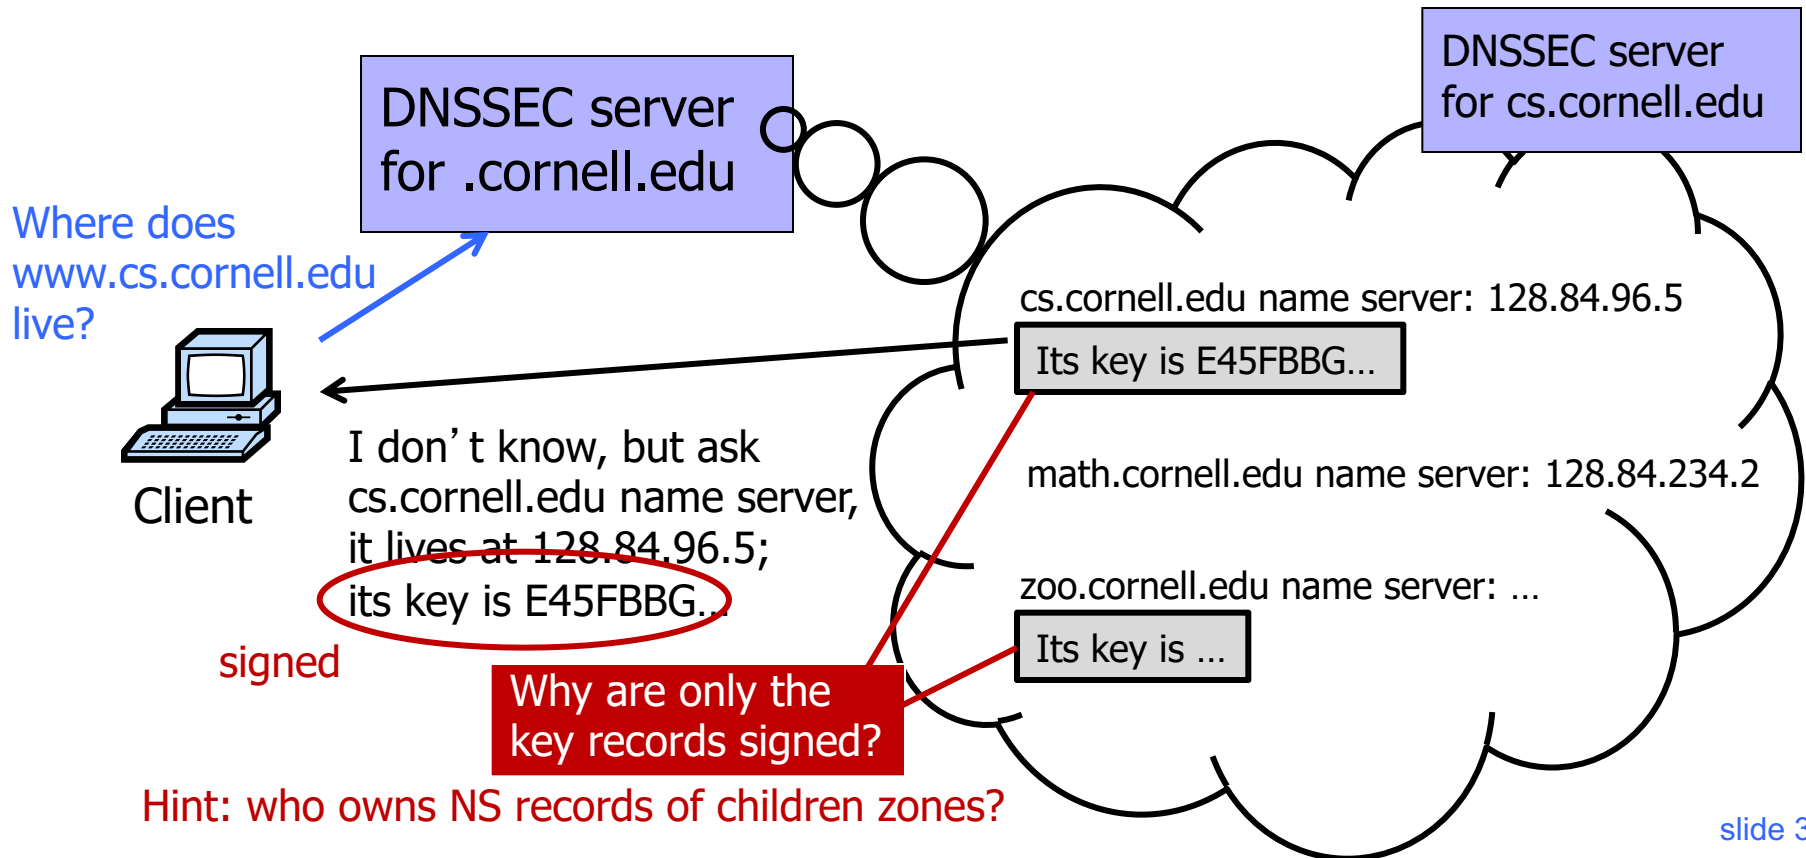 DNSSEC server
for .cornell.edu
DNSSEC server
for cs.cornell.edu
Where does
www.cs.cornell.edu
live?
Client
I don’t know, but ask
cs.cornell.edu name server,
it lives at 128.84.96.5;
its key is E45FBBG…
signed
cs.cornell.edu name server: 128.84.96.5
Its key is E45FBBG…
math.cornell.edu name server: 128.84.234.2
zoo.cornell.edu name server: …
Its key is …
Why are only the
key records signed?
Hint: who owns NS records of children zones?
slide 3